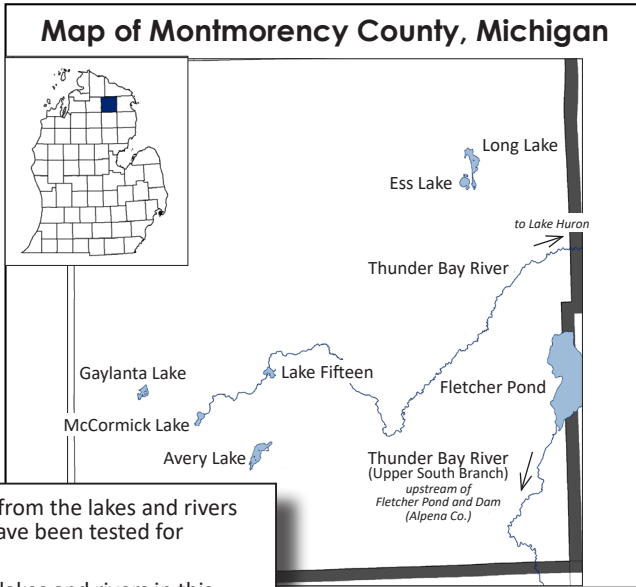 Map of Montmorency County, Michigan
Long Lake
Ess Lake
to Lake Huron
Thunder Bay River
Gaylanta Lake
Lake Fifteen
Fletcher Pond
McCormick Lake
Avery Lake
Thunder Bay River
(Upper South Branch)
upstream of
Fletcher Pond and Dam
(Alpena Co.)
from the lakes and rivers
ave been tested for
lakes and rivers in this